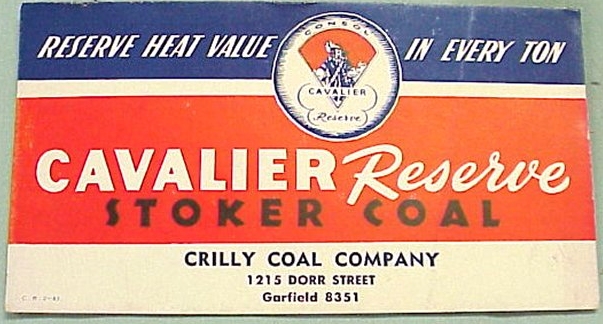 RESERVE HEAT VALUE IN EVERY TON
CONSOL
CAVALIER
Reserve
CAVALIER Reserve
STOKER COAL
CRILLY COAL COMPANY
1215 DORR STREET
Garfield 8351